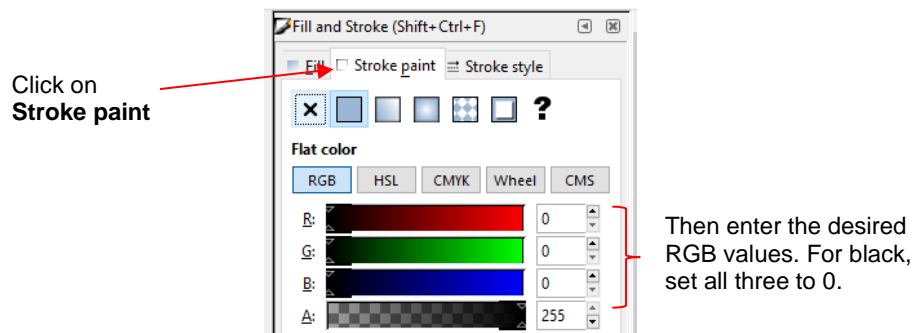 Fill and Stroke (Shift+Ctrl+F)
Fill Stroke paint Stroke style
Click on
Stroke paint
?
Flat color
RGB HSL CMYK Wheel CMS
R: 0
G: 0
B: 0
A: 255
Then enter the desired
RGB values. For black,
set all three to 0.